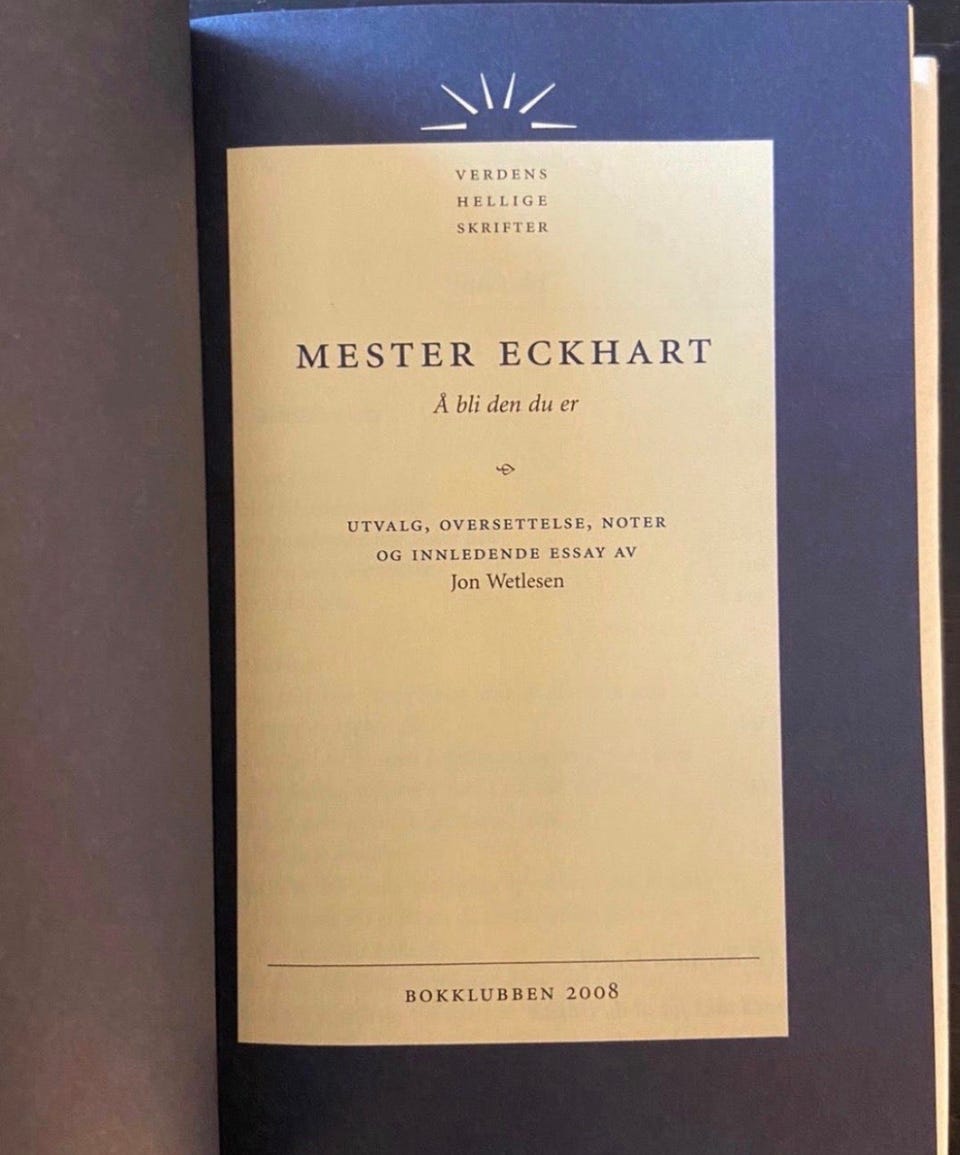 VERDENS
HELLIGE
SKRIFTER
MESTER ECKHART
Å bli den du er
UTVALG, OVERSETTELSE, NOTER
OG INNLEDENDE ESSAY AV
Jon Wetlesen
BOKKLUBBEN 2008